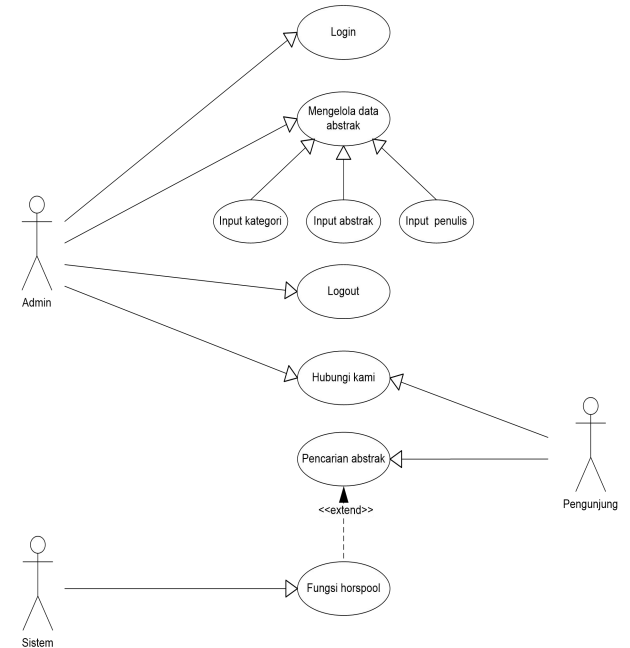 Login
Mengelola data
abstrak
Input kategori
Input abstrak
Input penulis
Admin
Logout
Hubungi kami
Pencarian abstrak
Pengunjung
<<extend>>
Fungsi horspool
Sistem